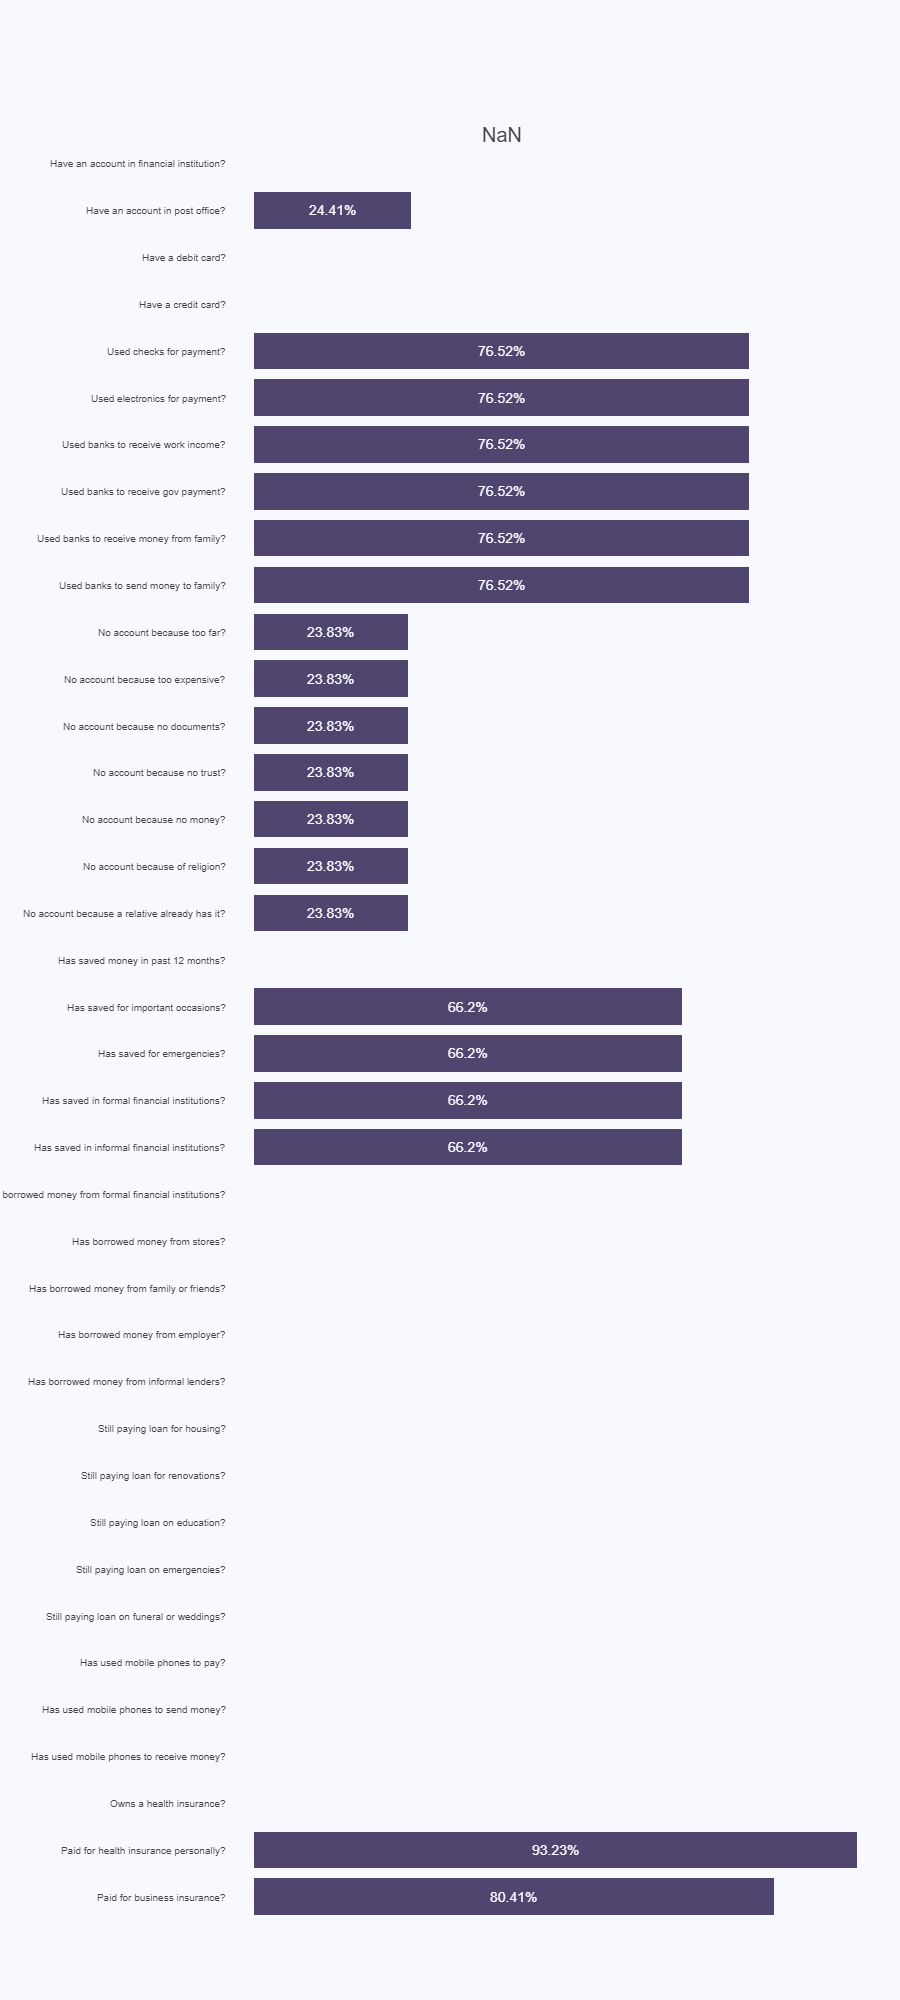 NaN
Have an account in financial institution?
Have an account in post office? 24.41%
Have a debit card?
Have a credit card?
Used checks for payment? 76.52%
Used electronics for payment? 76.52%
Used banks to receive work income? 76.52%
Used banks to receive gov payment? 76.52%
Used banks to receive money from family? 76.52%
Used banks to send money to family? 76.52%
No account because too far? 23.83%
No account because too expensive? 23.83%
No account because no documents? 23.83%
No account because no trust? 23.83%
No account because no money? 23.83%
No account because of religion? 23.83%
No account because a relative already has it? 23.83%
Has saved money in past 12 months?
Has saved for important occasions? 66.2%
Has saved for emergencies? 66.2%
Has saved in formal financial institutions? 66.2%
Has saved in informal financial institutions? 66.2%
borrowed money from formal financial institutions?
Has borrowed money from stores?
Has borrowed money from family or friends?
Has borrowed money from employer?
Has borrowed money from informal lenders?
Still paying loan for housing?
Still paying loan for renovations?
Still paying loan on education?
Still paying loan on emergencies?
Still paying loan on funeral or weddings?
Has used mobile phones to pay?
Has used mobile phones to send money?
Has used mobile phones to receive money?
Owns a health insurance?
Paid for health insurance personally? 93.23%
Paid for business insurance? 80.41%